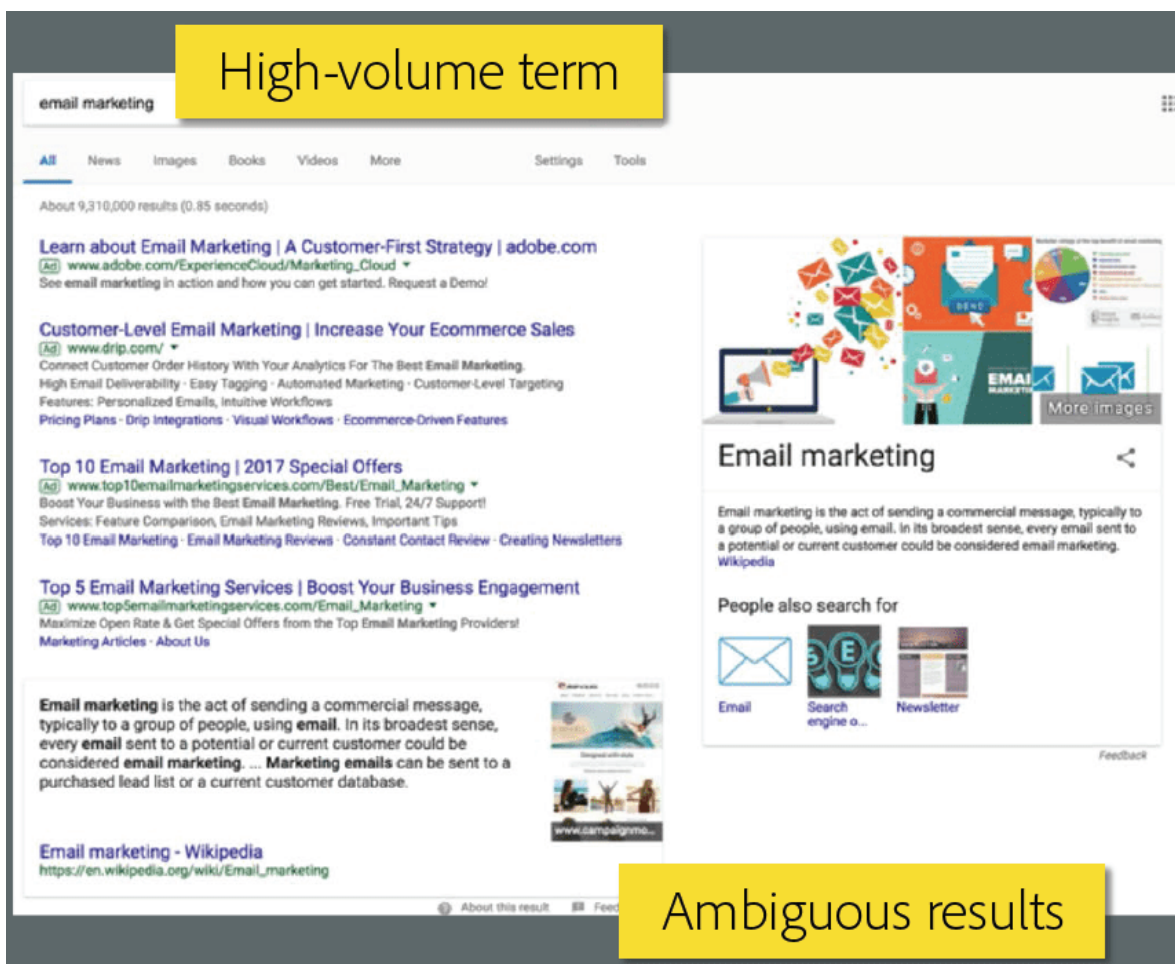 High-volume term
email marketing
All News Images Books Videos More Settings Tools
About 9,310,000 results (0.85 seconds)
Learn about Email Marketing | A Customer-First Strategy | adobe.com
Ad www.adobe.com/ExperienceCloud/Marketing_Cloud
See email marketing in action and how you can get started. Request a Demo!
Customer-Level Email Marketing | Increase Your Ecommerce Sales
Ad www.drip.com/
Connect Customer Order History With Your Analytics For The Best Email Marketing.
High Email Deliverability · Easy Tagging · Automated Marketing · Customer-Level Targeting
Features: Personalized Emails, Intuitive Workflows
Pricing Plans · Drip Integrations · Visual Workflows · Ecommerce-Driven Features
Top 10 Email Marketing | 2017 Special Offers
Ad www.top10emailmarketingservices.com/Best/Email_Marketing
Boost Your Business with the Best Email Marketing. Free Trial, 24/7 Support!
Services: Feature Comparison, Email Marketing Reviews, Important Tips
Top 10 Email Marketing · Email Marketing Reviews · Constant Contact Review · Creating Newsletters
Top 5 Email Marketing Services | Boost Your Business Engagement
Ad www.top5emailmarketingservices.com/Email_Marketing
Maximize Open Rate & Get Special Offers from the Top Email Marketing Providers!
Marketing Articles · About Us
Email marketing is the act of sending a commercial message,
typically to a group of people, using email. In its broadest sense,
every email sent to a potential or current customer could be
considered email marketing. ... Marketing emails can be sent to a
purchased lead list or a current customer database.
www.campaignmo...
Email marketing - Wikipedia
https://en.wikipedia.org/wiki/Email_marketing
About this result Feed
SEND
EMAI
More images
Email marketing
Email marketing is the act of sending a commercial message, typically to
a group of people, using email. In its broadest sense, every email sent to
a potential or current customer could be considered email marketing.
Wikipedia
People also search for
SEO
Email
Search
engine o...
Newsletter
Feedback
Ambiguous results